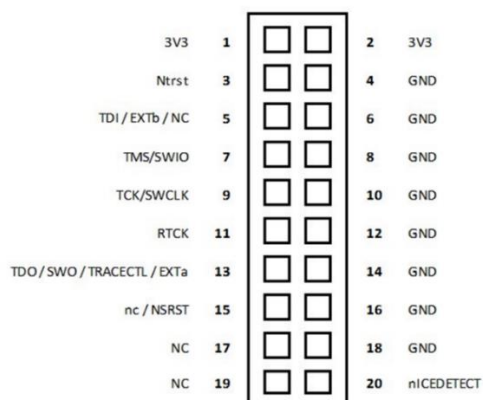 3V3 1 2 3V3
Ntrst 3 4 GND
TDI / EXTb / NC 5 6 GND
TMS/SWIO 7 8 GND
TCK/SWCLK 9 10 GND
RTCK 11 12 GND
TDO / SWO / TRACECTL / EXTa 13 14 GND
nc / NSRST 15 16 GND
NC 17 18 GND
NC 19 20 nICEDETECT